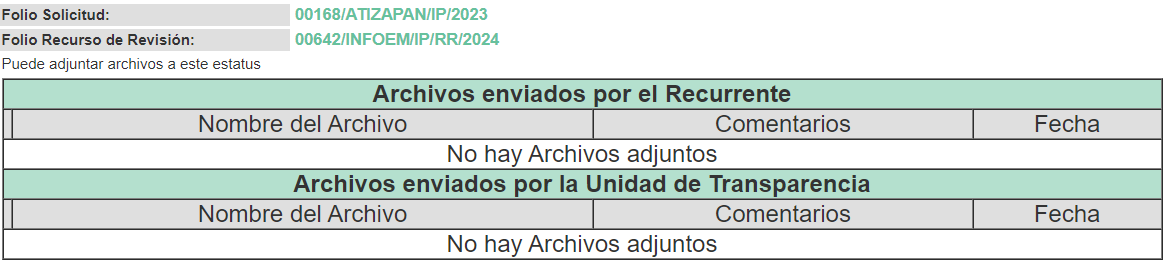 Folio Solicitud: 00168/ATIZAPAN/IP/2023
Folio Recurso de Revisión: 00642/INFOEM/IP/RR/2024
Puede adjuntar archivos a este estatus
Archivos enviados por el Recurrente
Nombre del Archivo Comentarios Fecha
No hay Archivos adjuntos
Archivos enviados por la Unidad de Transparencia
Nombre del Archivo Comentarios Fecha
No hay Archivos adjuntos